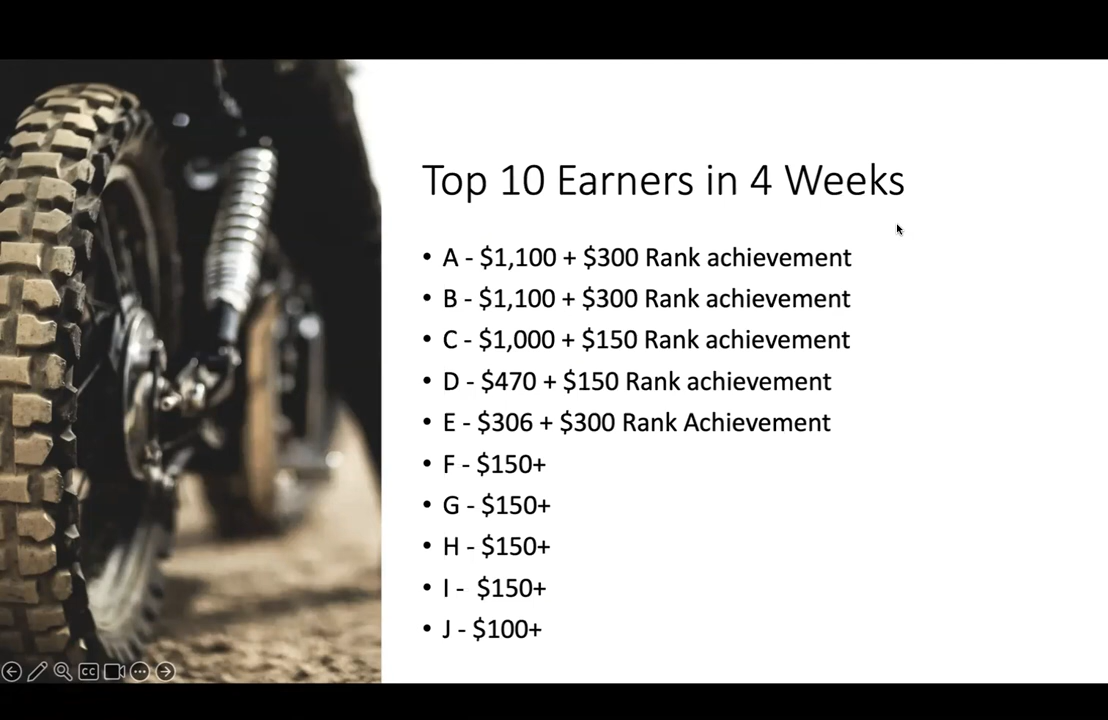 Top 10 Earners in 4 Weeks
• A - $1,100 + $300 Rank achievement
• B - $1,100 + $300 Rank achievement
• C - $1,000 + $150 Rank achievement
• D - $470 + $150 Rank achievement
• E - $306 + $300 Rank Achievement
• F - $150+
• G - $150+
• H - $150+
• I -  $150+
• J - $100+
CC